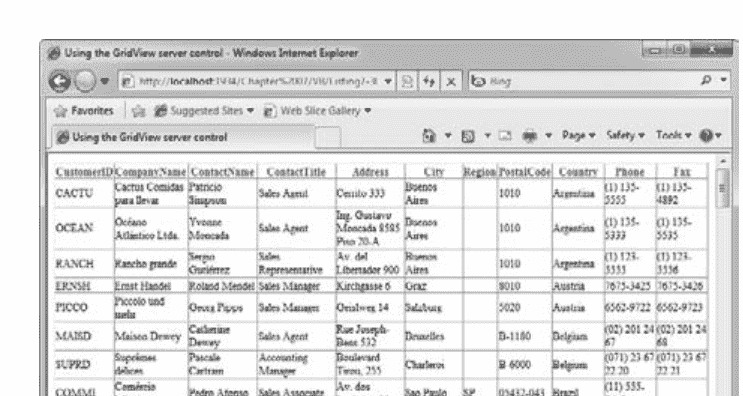 Using the GridView server control - Windows Internet Explorer
Bing
Favorites Suggested Sites Web Slice Gallery
Using the GridView server control Page Safety Tools
CustomerID CompanyName ContactName ContactTitle Address City Region PostalCode Country Phone Fax
CACTU Cactus Comidas para llevar Patricio Simpson Sales Agent Cerrito 333 Buenos Aires 1010 Argentina (1) 135-5555 (1) 135-4892
OCEAN Océano Atlántico Ltda. Yvonne Moncada Sales Agent Ing. Gustavo Moncada 8585 Piso 20-A Buenos Aires 1010 Argentina (1) 135-5333 (1) 135-5535
RANCH Rancho grande Sergio Gutiérrez Sales Representative Av. del Libertador 900 Buenos Aires 1010 Argentina (1) 123-5555 (1) 123-5556
ERNSH Ernst Handel Roland Mendel Sales Manager Kirchgasse 6 Graz 8010 Austria 7675-3425 7675-3426
PICCO Piccolo und mehr Georg Pipps Sales Manager Geislweg 14 Salzburg 5020 Austria 6562-9722 6562-9723
MAISD Maison Dewey Catherine Dewey Sales Agent Rue Joseph-Bens 532 Bruxelles B-1180 Belgium (02) 201 24 67 (02) 201 24 68
SUPRD Suprêmes délices Pascale Cartrain Accounting Manager Boulevard Tirou, 255 Charleroi B-6000 Belgium (071) 23 67 22 20 (071) 23 67 22 21
COMMI Comércio Pedro Afonso Sales Associate Av. dos Sao Paulo SP 05432-043 Brazil (11) 555-